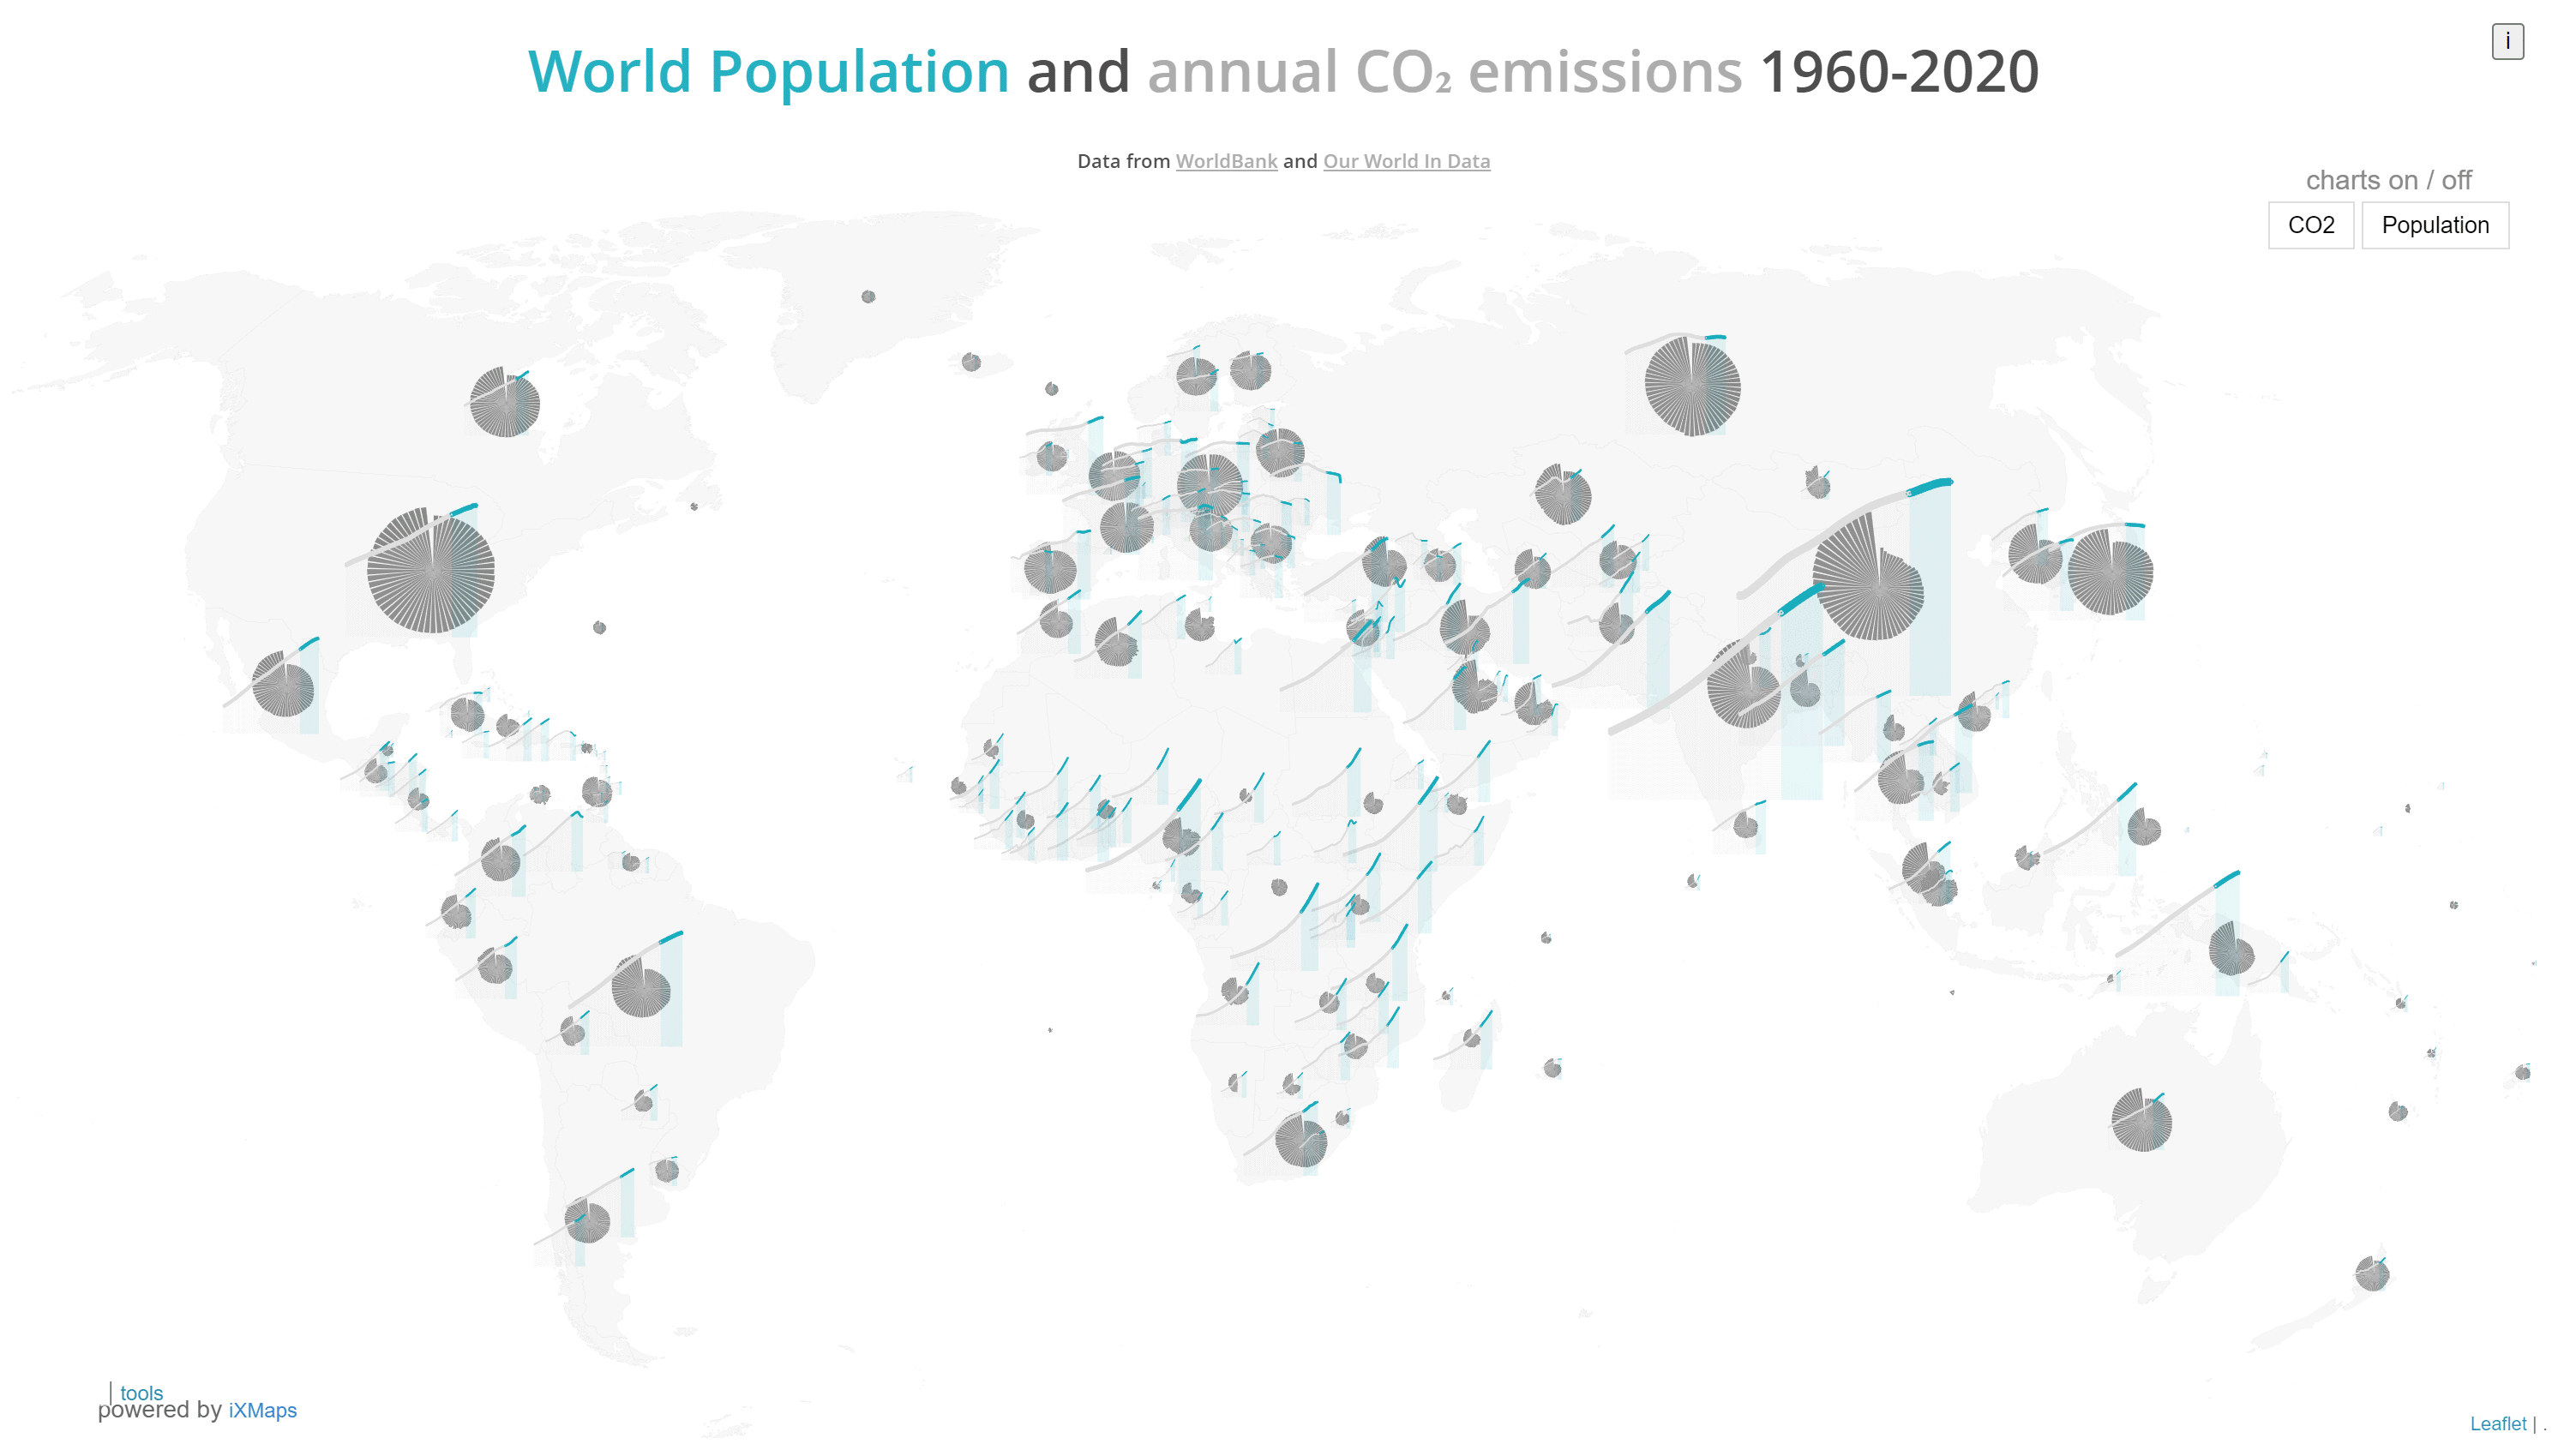 i
World Population and annual CO₂ emissions 1960-2020
Data from WorldBank and Our World In Data
charts on / off
CO2 Population
| tools
powered by iXMaps
Leaflet | .